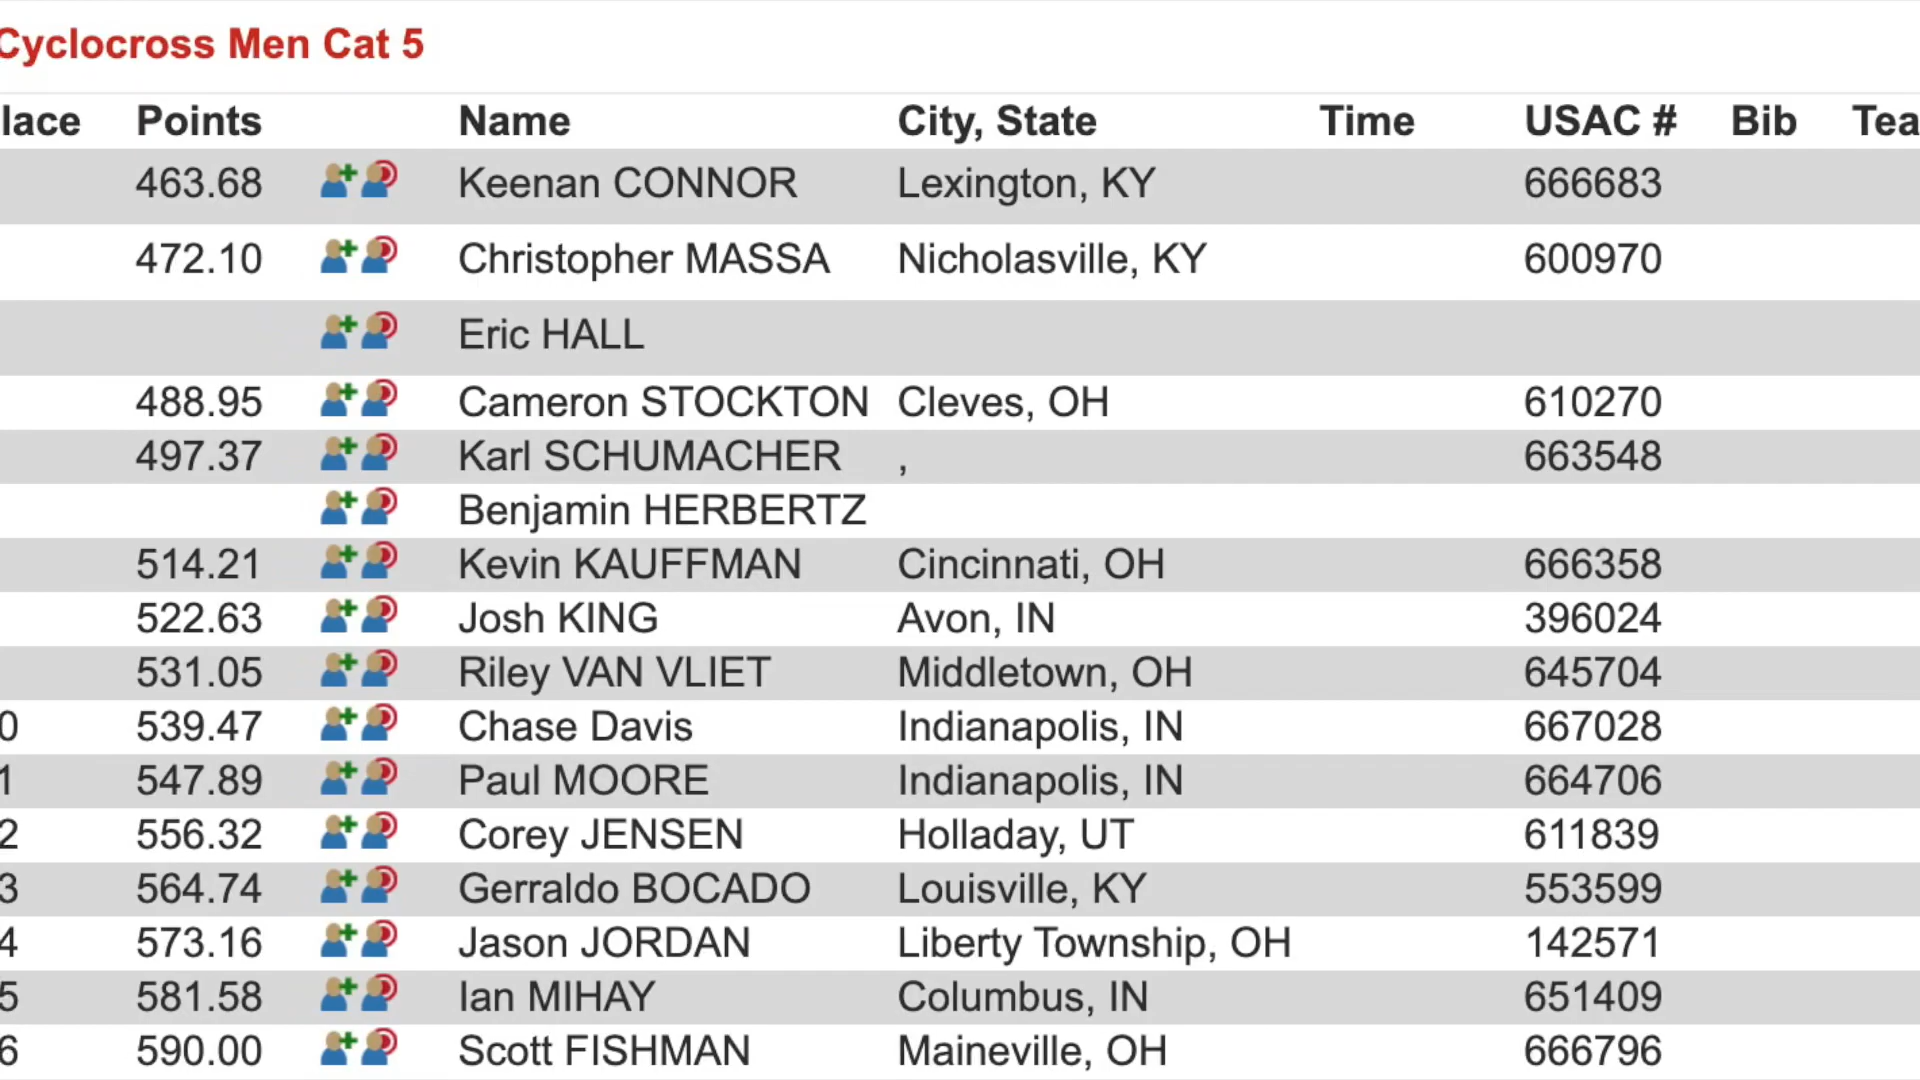 Cyclocross Men Cat 5
lace Points Name City, State Time USAC # Bib Tea
463.68 Keenan CONNOR Lexington, KY 666683
472.10 Christopher MASSA Nicholasville, KY 600970
Eric HALL
488.95 Cameron STOCKTON Cleves, OH 610270
497.37 Karl SCHUMACHER , 663548
Benjamin HERBERTZ
514.21 Kevin KAUFFMAN Cincinnati, OH 666358
522.63 Josh KING Avon, IN 396024
531.05 Riley VAN VLIET Middletown, OH 645704
0 539.47 Chase Davis Indianapolis, IN 667028
1 547.89 Paul MOORE Indianapolis, IN 664706
2 556.32 Corey JENSEN Holladay, UT 611839
3 564.74 Gerraldo BOCADO Louisville, KY 553599
4 573.16 Jason JORDAN Liberty Township, OH 142571
5 581.58 Ian MIHAY Columbus, IN 651409
6 590.00 Scott FISHMAN Maineville, OH 666796